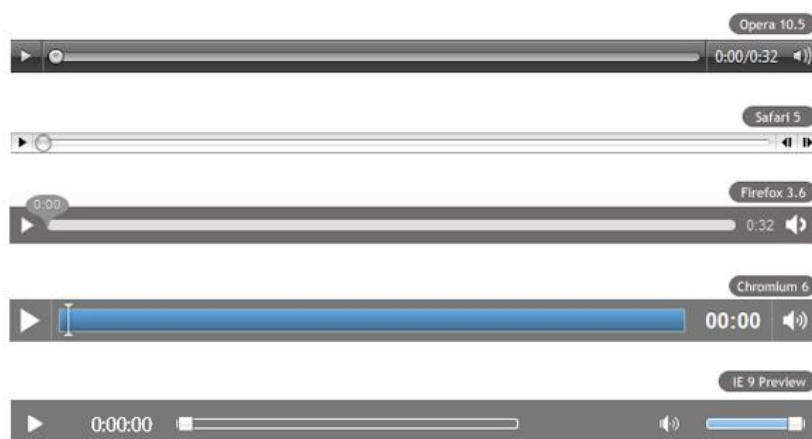 Opera 10.5
0:00/0:32
Safari 5
Firefox 3.6
0:00
0:32
Chromium 6
00:00
IE 9 Preview
0:00:00